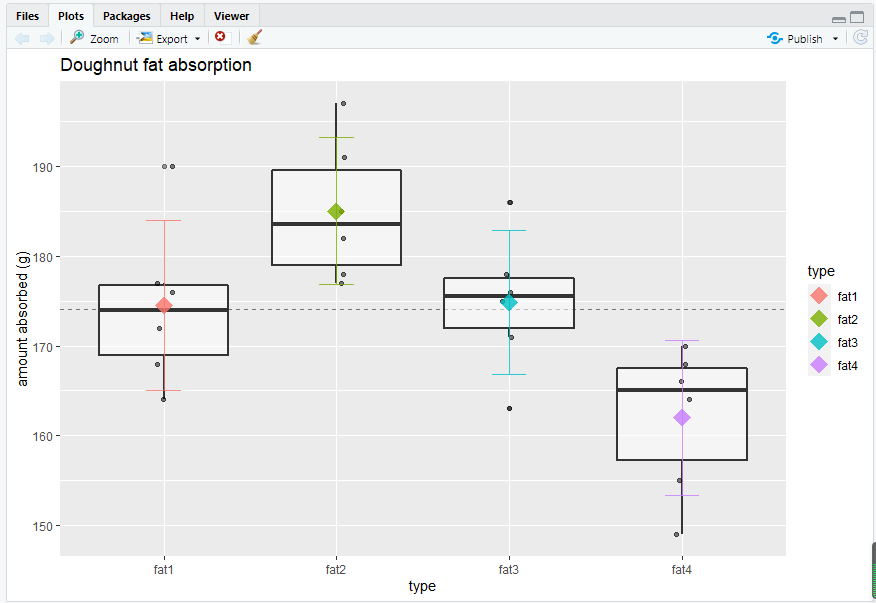 Files Plots Packages Help Viewer
Zoom Export Publish
Doughnut fat absorption
amount absorbed (g)
190
180
170
160
150
fat1 fat2 fat3 fat4
type
type
fat1
fat2
fat3
fat4